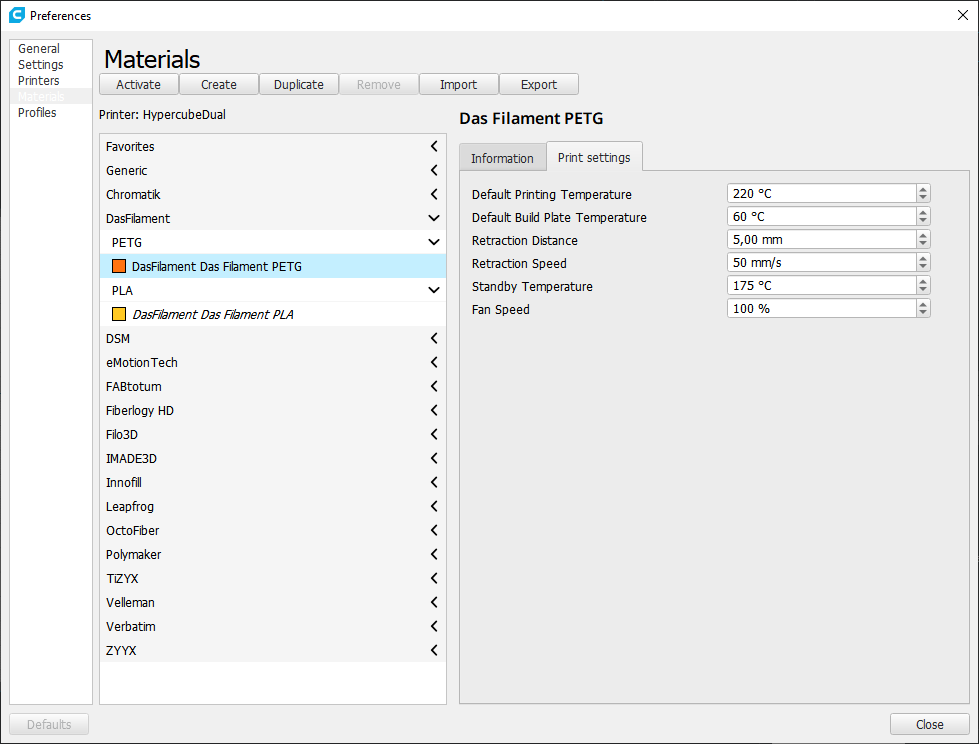 Preferences
General
Settings
Printers
Materials
Profiles
Materials
Activate Create Duplicate Remove Import Export
Printer: HypercubeDual
Favorites
Generic
Chromatik
DasFilament
PETG
DasFilament Das Filament PETG
PLA
DasFilament Das Filament PLA
DSM
eMotionTech
FABtotum
Fiberlogy HD
Filo3D
IMADE3D
Innofill
Leapfrog
OctoFiber
Polymaker
TiZYX
Velleman
Verbatim
ZYYX
Das Filament PETG
Information Print settings
Default Printing Temperature 220 °C
Default Build Plate Temperature 60 °C
Retraction Distance 5,00 mm
Retraction Speed 50 mm/s
Standby Temperature 175 °C
Fan Speed 100 %
Defaults Close